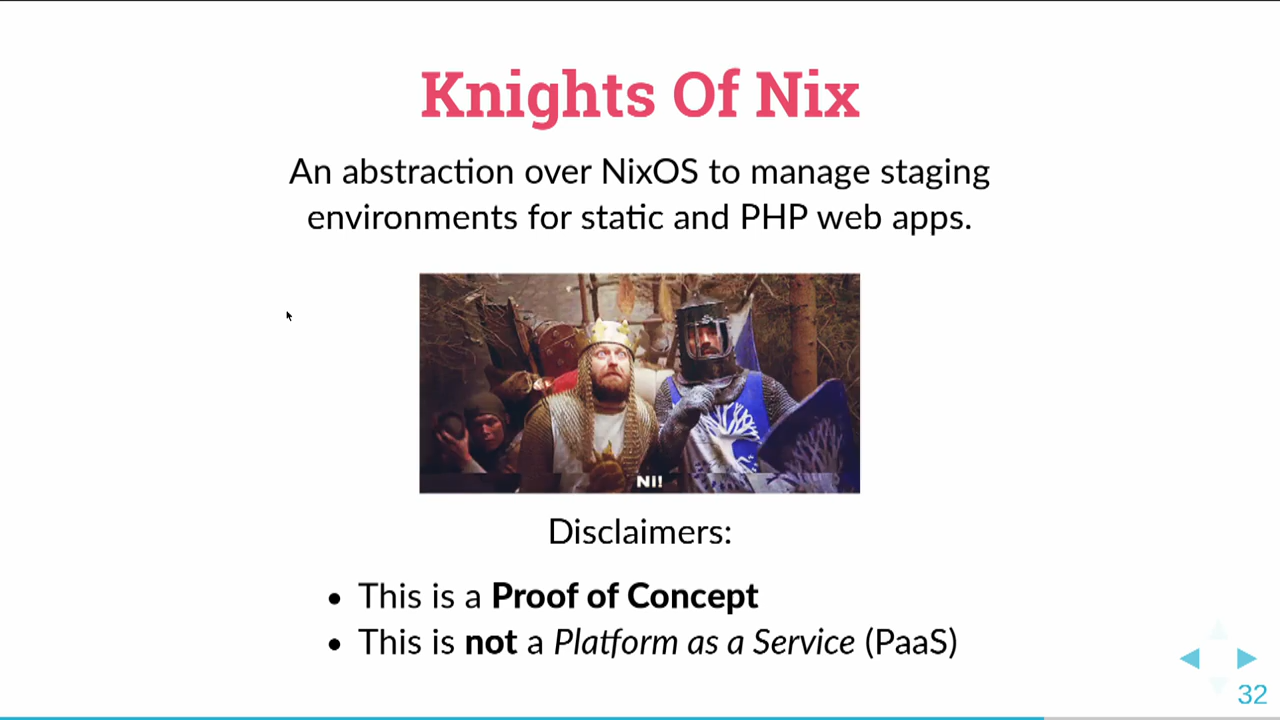 Knights Of Nix
An abstraction over NixOS to manage staging
environments for static and PHP web apps.
Ni!
Disclaimers:
• This is a Proof of Concept
• This is not a Platform as a Service (PaaS)
32